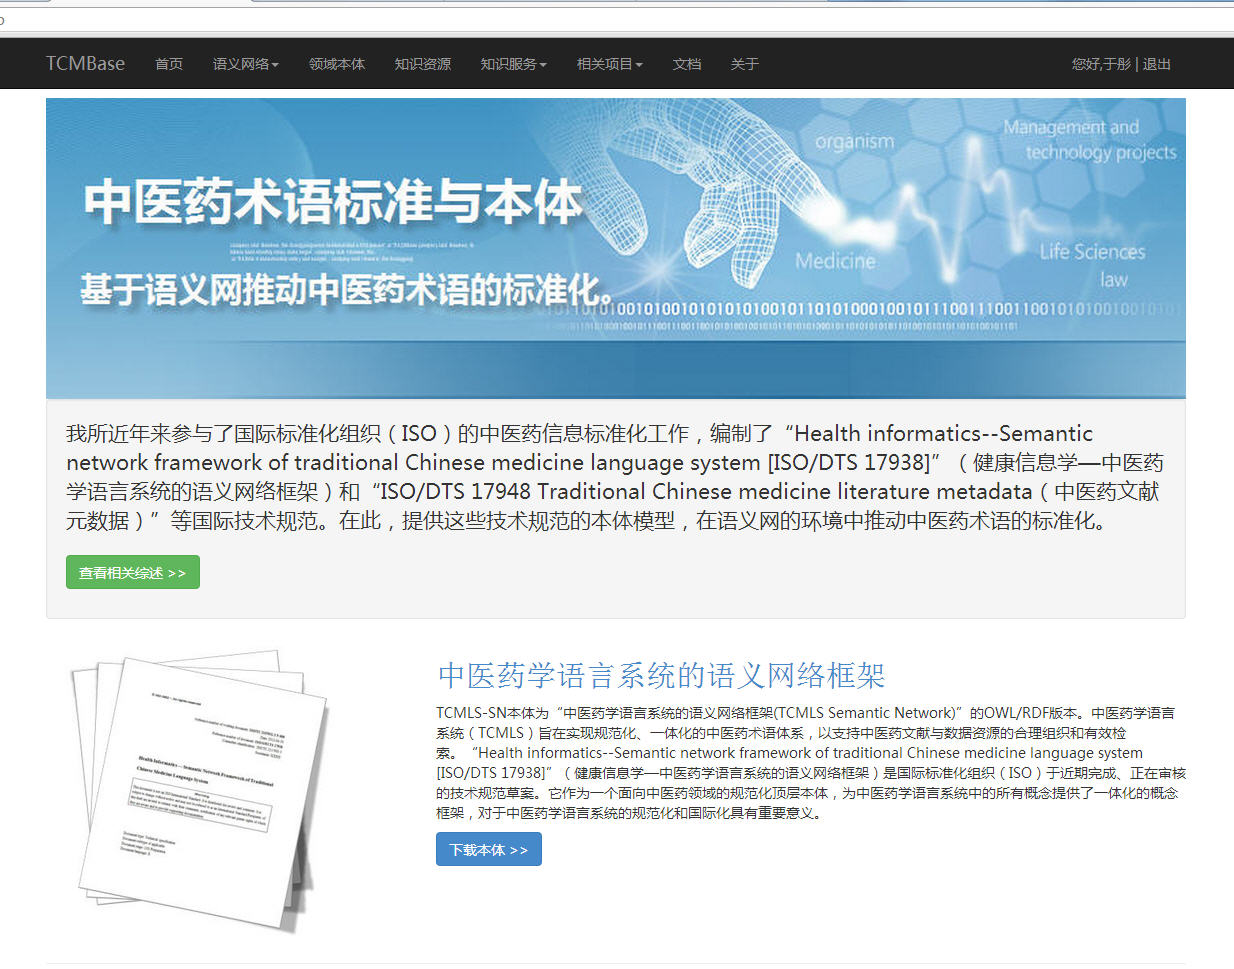 TCMBase 首页 语义网络 领域本体 知识资源 知识服务 相关项目 文档 关于 您好,于彤 | 退出
organism
Management and
technology projects
中医药术语标准与本体
Medicine
Life Sciences
law
基于语义网推动中医药术语的标准化。
我所近年来参与了国际标准化组织（ISO）的中医药信息标准化工作，编制了“Health informatics--Semantic
network framework of traditional Chinese medicine language system [ISO/DTS 17938]”（健康信息学—中医药
学语言系统的语义网络框架）和“ISO/DTS 17948 Traditional Chinese medicine literature metadata（中医药文献
元数据）”等国际技术规范。在此，提供这些技术规范的本体模型，在语义网的环境中推动中医药术语的标准化。
查看相关综述 >>
中医药学语言系统的语义网络框架
TCMLS-SN本体为“中医药学语言系统的语义网络框架(TCMLS Semantic Network)”的OWL/RDF版本。中医药学语言
系统（TCMLS）旨在实现规范化、一体化的中医药术语体系，以支持中医药文献与数据资源的合理组织和有效检
索。“Health informatics--Semantic network framework of traditional Chinese medicine language system
[ISO/DTS 17938]”（健康信息学—中医药学语言系统的语义网络框架）是国际标准化组织（ISO）于近期完成、正在审核
的技术规范草案。它作为一个面向中医药领域的规范化顶层本体，为中医药学语言系统中的所有概念提供了一体化的概念
框架，对于中医药学语言系统的规范化和国际化具有重要意义。
下载本体 >>
Health Informatics — Semantic Network Framework of Traditional
Chinese Medicine Language System